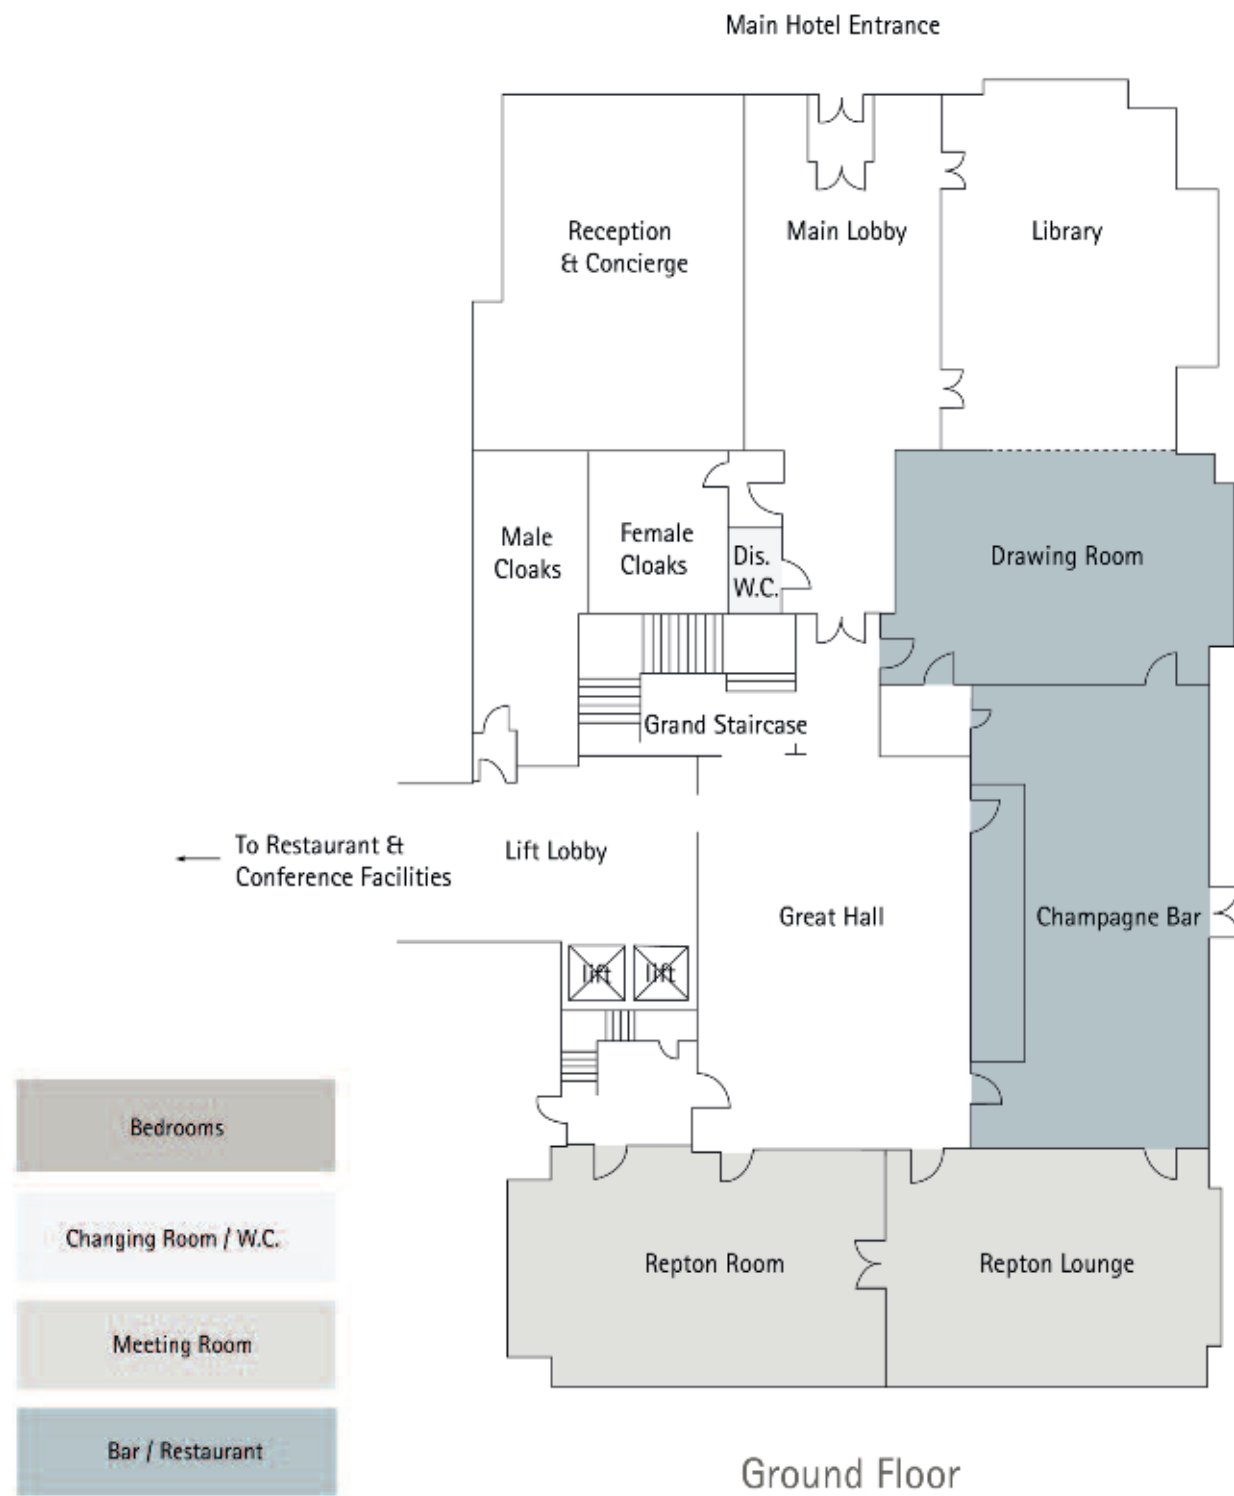 Main Hotel Entrance
Reception
& Concierge
Main Lobby
Library
Male
Cloaks
Female
Cloaks
Dis.
W.C.
Drawing Room
Grand Staircase
To Restaurant &
Conference Facilities
Lift Lobby
Great Hall
Champagne Bar
lift
lift
Bedrooms
Changing Room / W.C.
Meeting Room
Bar / Restaurant
Repton Room
Repton Lounge
Ground Floor